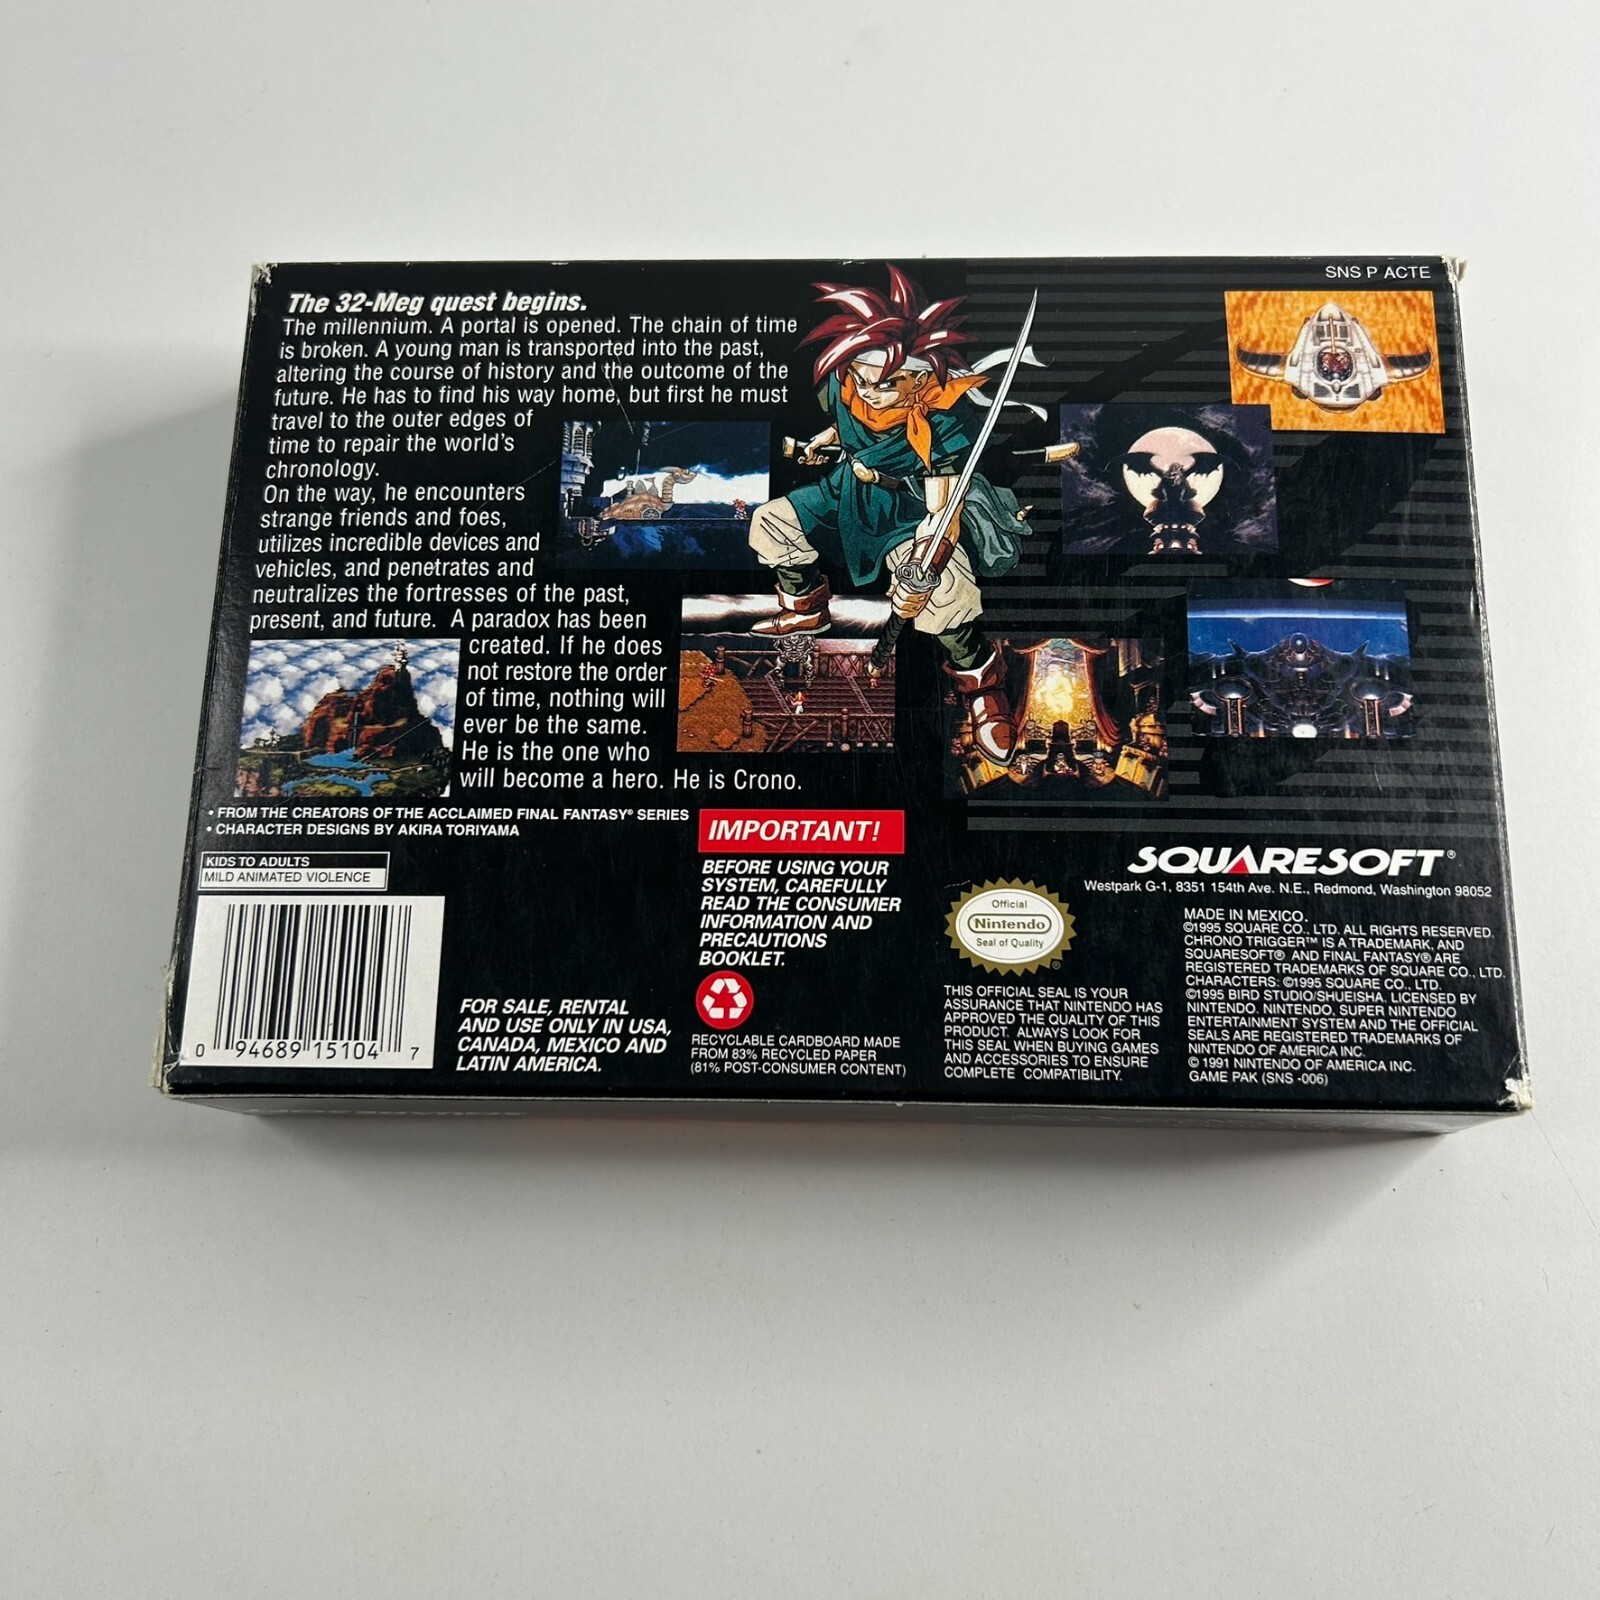 SNS P ACTE
The 32-Meg quest begins.
The millennium. A portal is opened. The chain of time
is broken. A young man is transported into the past,
altering the course of history and the outcome of the
future. He has to find his way home, but first he must
travel to the outer edges of
time to repair the world's
chronology.
On the way, he encounters
strange friends and foes,
utilizes incredible devices and
vehicles, and penetrates and
neutralizes the fortresses of the past,
present, and future. A paradox has been
created. If he does
not restore the order
of time, nothing will
ever be the same.
He is the one who
will become a hero. He is Crono.
• FROM THE CREATORS OF THE ACCLAIMED FINAL FANTASY® SERIES
• CHARACTER DESIGNS BY AKIRA TORIYAMA
KIDS TO ADULTS
MILD ANIMATED VIOLENCE
0 94689 15104 7
FOR SALE, RENTAL
AND USE ONLY IN USA,
CANADA, MEXICO AND
LATIN AMERICA.
IMPORTANT!
BEFORE USING YOUR
SYSTEM, CAREFULLY
READ THE CONSUMER
INFORMATION AND
PRECAUTIONS
BOOKLET.
RECYCLABLE CARDBOARD MADE
FROM 83% RECYCLED PAPER
(81% POST-CONSUMER CONTENT)
SQUARESOFT®
Westpark G-1, 8351 154th Ave. N.E., Redmond, Washington 98052
Official
Nintendo
Seal of Quality
®
THIS OFFICIAL SEAL IS YOUR
ASSURANCE THAT NINTENDO HAS
APPROVED THE QUALITY OF THIS
PRODUCT. ALWAYS LOOK FOR
THIS SEAL WHEN BUYING GAMES
AND ACCESSORIES TO ENSURE
COMPLETE COMPATIBILITY.
MADE IN MEXICO.
©1995 SQUARE CO., LTD. ALL RIGHTS RESERVED.
CHRONO TRIGGER™ IS A TRADEMARK, AND
SQUARESOFT® AND FINAL FANTASY® ARE
REGISTERED TRADEMARKS OF SQUARE CO., LTD.
CHARACTERS: ©1995 SQUARE CO., LTD.
©1995 BIRD STUDIO/SHUEISHA. LICENSED BY
NINTENDO. NINTENDO, SUPER NINTENDO
ENTERTAINMENT SYSTEM AND THE OFFICIAL
SEALS ARE REGISTERED TRADEMARKS OF
NINTENDO OF AMERICA INC.
© 1991 NINTENDO OF AMERICA INC.
GAME PAK (SNS -006)